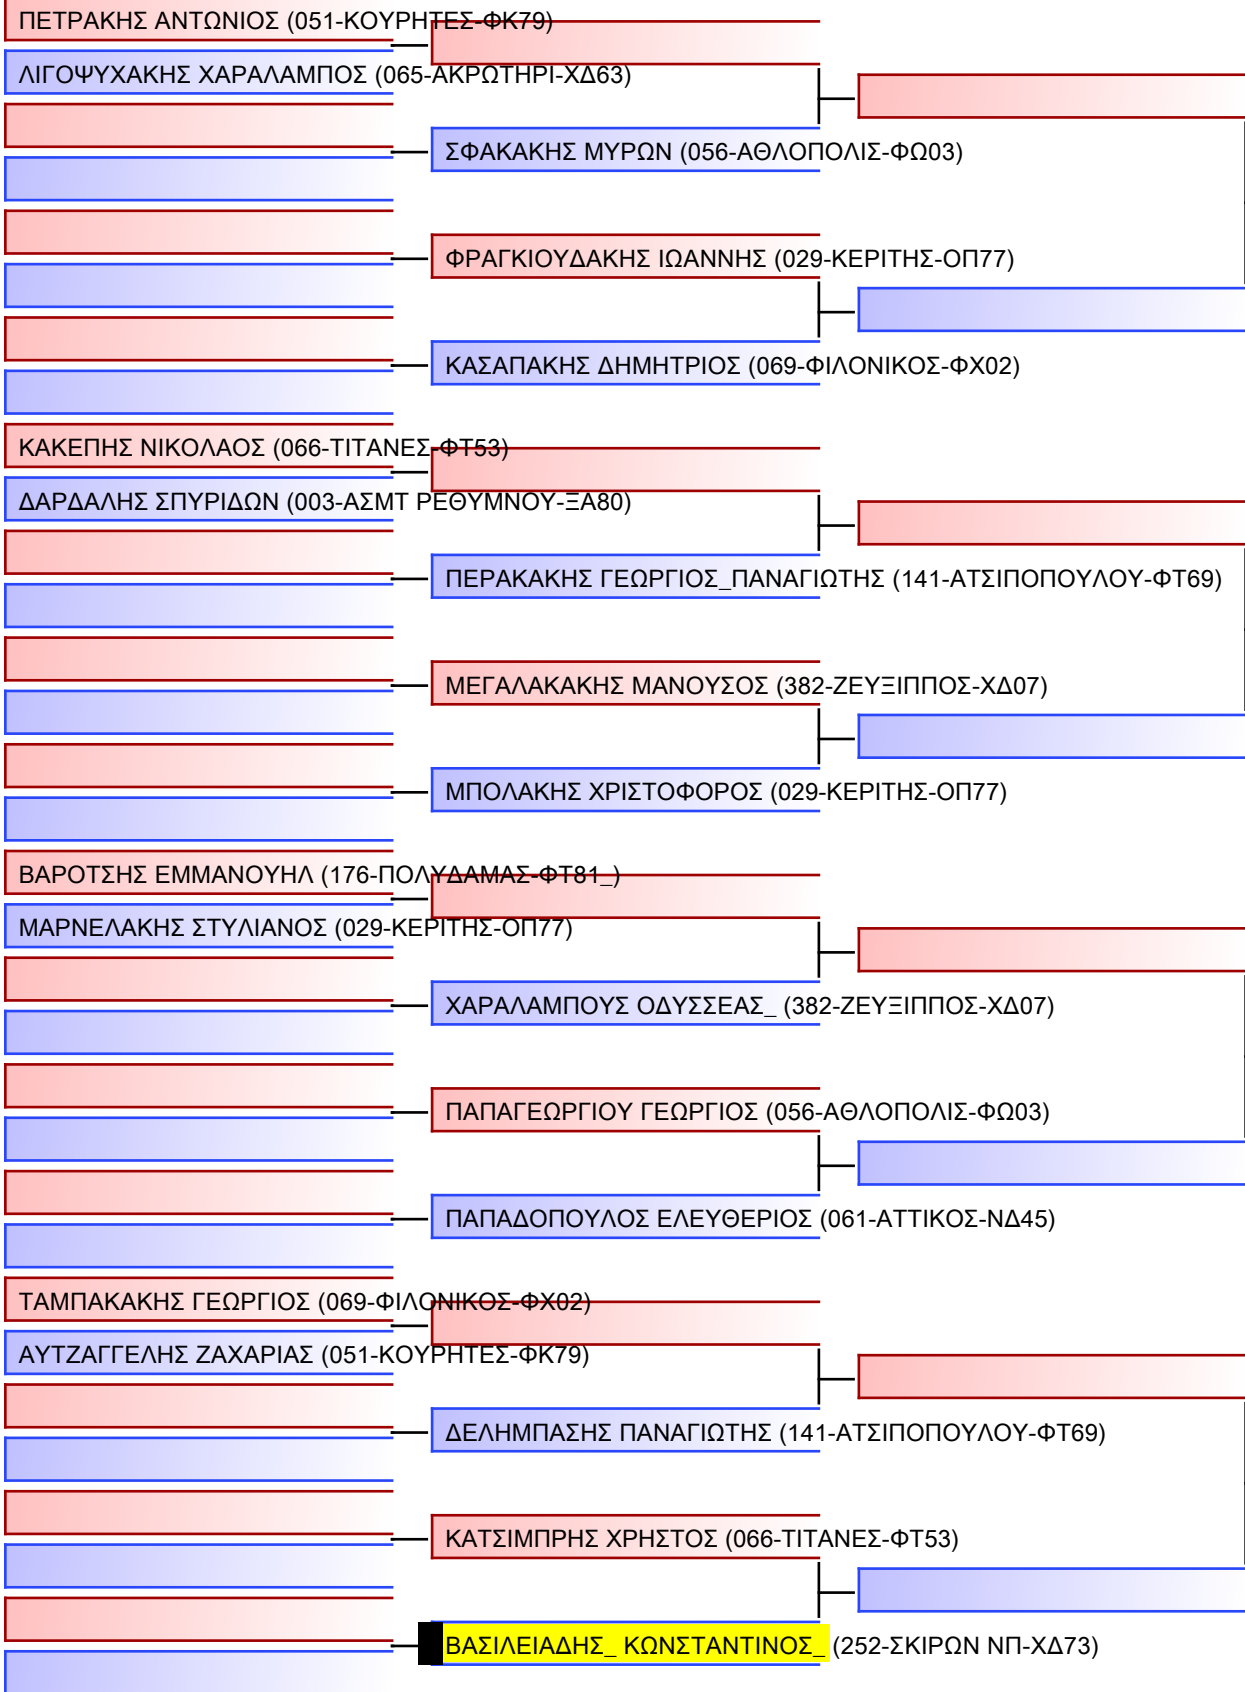 ΠΕΤΡΑΚΗΣ ΑΝΤΩΝΙΟΣ (051-ΚΟΥΡΗΤΕΣ-ΦΚ79)
ΛΙΓΟΨΥΧΑΚΗΣ ΧΑΡΑΛΑΜΠΟΣ (065-ΑΚΡΩΤΗΡΙ-ΧΔ63)
ΣΦΑΚΑΚΗΣ ΜΥΡΩΝ (056-ΑΘΛΟΠΟΛΙΣ-ΦΩ03)
ΦΡΑΓΚΙΟΥΔΑΚΗΣ ΙΩΑΝΝΗΣ (029-ΚΕΡΙΤΗΣ-ΟΠ77)
ΚΑΣΑΠΑΚΗΣ ΔΗΜΗΤΡΙΟΣ (069-ΦΙΛΟΝΙΚΟΣ-ΦΧ02)
ΚΑΚΕΠΗΣ ΝΙΚΟΛΑΟΣ (066-ΤΙΤΑΝΕΣ-ΦΤ53)
ΔΑΡΔΑΛΗΣ ΣΠΥΡΙΔΩΝ (003-ΑΣΜΤ ΡΕΘΥΜΝΟΥ-ΞΑ80)
ΠΕΡΑΚΑΚΗΣ ΓΕΩΡΓΙΟΣ_ΠΑΝΑΓΙΩΤΗΣ (141-ΑΤΣΙΠΟΠΟΥΛΟΥ-ΦΤ69)
ΜΕΓΑΛΑΚΑΚΗΣ ΜΑΝΟΥΣΟΣ (382-ΖΕΥΞΙΠΠΟΣ-ΧΔ07)
ΜΠΟΛΑΚΗΣ ΧΡΙΣΤΟΦΟΡΟΣ (029-ΚΕΡΙΤΗΣ-ΟΠ77)
ΒΑΡΟΤΣΗΣ ΕΜΜΑΝΟΥΗΛ (176-ΠΟΛΥΔΑΜΑΣ-ΦΤ81_)
ΜΑΡΝΕΛΑΚΗΣ ΣΤΥΛΙΑΝΟΣ (029-ΚΕΡΙΤΗΣ-ΟΠ77)
ΧΑΡΑΛΑΜΠΟΥΣ ΟΔΥΣΣΕΑΣ_ (382-ΖΕΥΞΙΠΠΟΣ-ΧΔ07)
ΠΑΠΑΓΕΩΡΓΙΟΥ ΓΕΩΡΓΙΟΣ (056-ΑΘΛΟΠΟΛΙΣ-ΦΩ03)
ΠΑΠΑΔΟΠΟΥΛΟΣ ΕΛΕΥΘΕΡΙΟΣ (061-ΑΤΤΙΚΟΣ-ΝΔ45)
ΤΑΜΠΑΚΑΚΗΣ ΓΕΩΡΓΙΟΣ (069-ΦΙΛΟΝΙΚΟΣ-ΦΧ02)
ΑΥΤΖΑΓΓΕΛΗΣ ΖΑΧΑΡΙΑΣ (051-ΚΟΥΡΗΤΕΣ-ΦΚ79)
ΔΕΛΗΜΠΑΣΗΣ ΠΑΝΑΓΙΩΤΗΣ (141-ΑΤΣΙΠΟΠΟΥΛΟΥ-ΦΤ69)
ΚΑΤΣΙΜΠΡΗΣ ΧΡΗΣΤΟΣ (066-ΤΙΤΑΝΕΣ-ΦΤ53)
ΒΑΣΙΛΕΙΑΔΗΣ_ ΚΩΝΣΤΑΝΤΙΝΟΣ_ (252-ΣΚΙΡΩΝ ΝΠ-ΧΔ73)